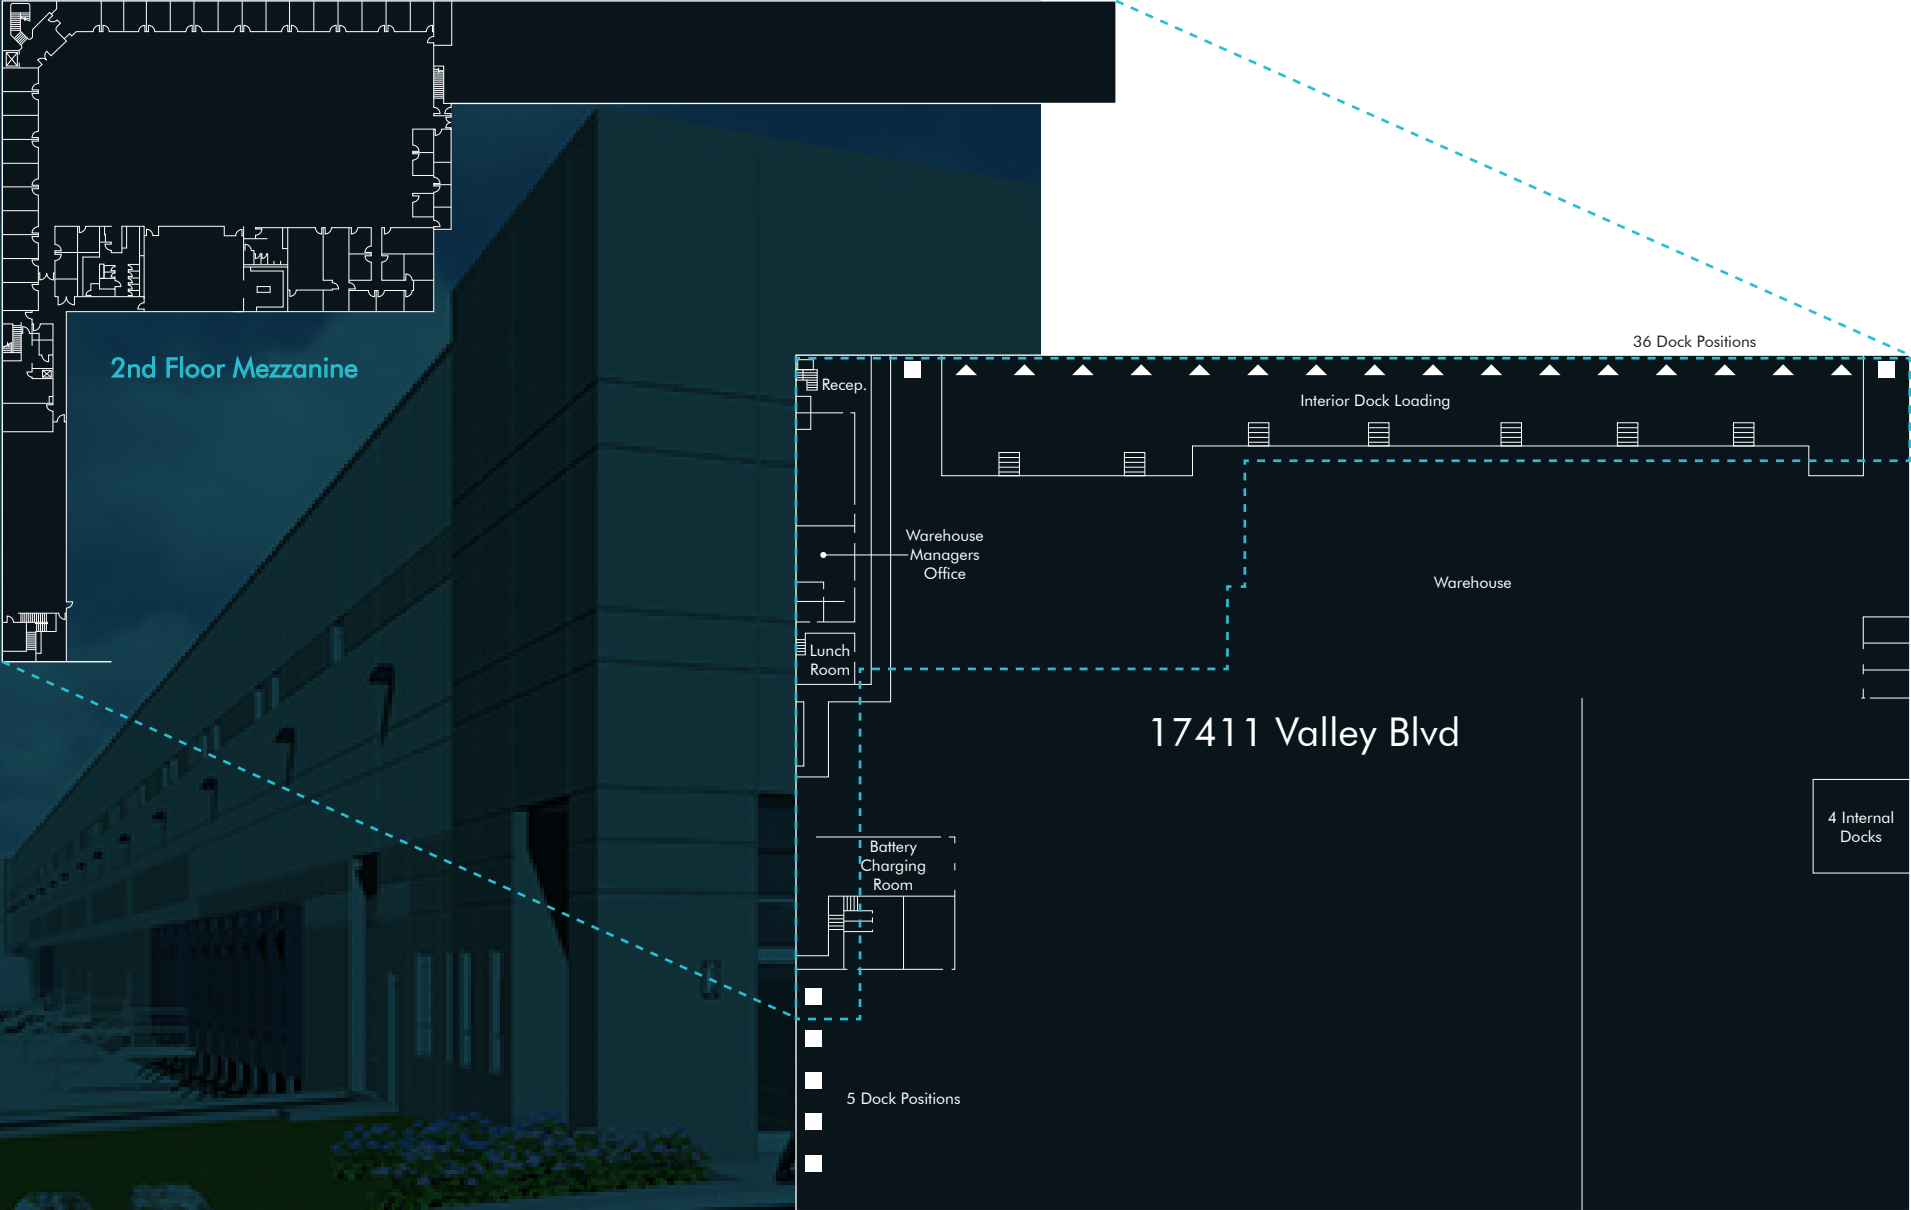 36 Dock Positions
2nd Floor Mezzanine
Recep.
Interior Dock Loading
Warehouse
Managers
Office
Warehouse
Lunch
Room
17411 Valley Blvd
4 Internal
Docks
Battery
Charging
Room
5 Dock Positions